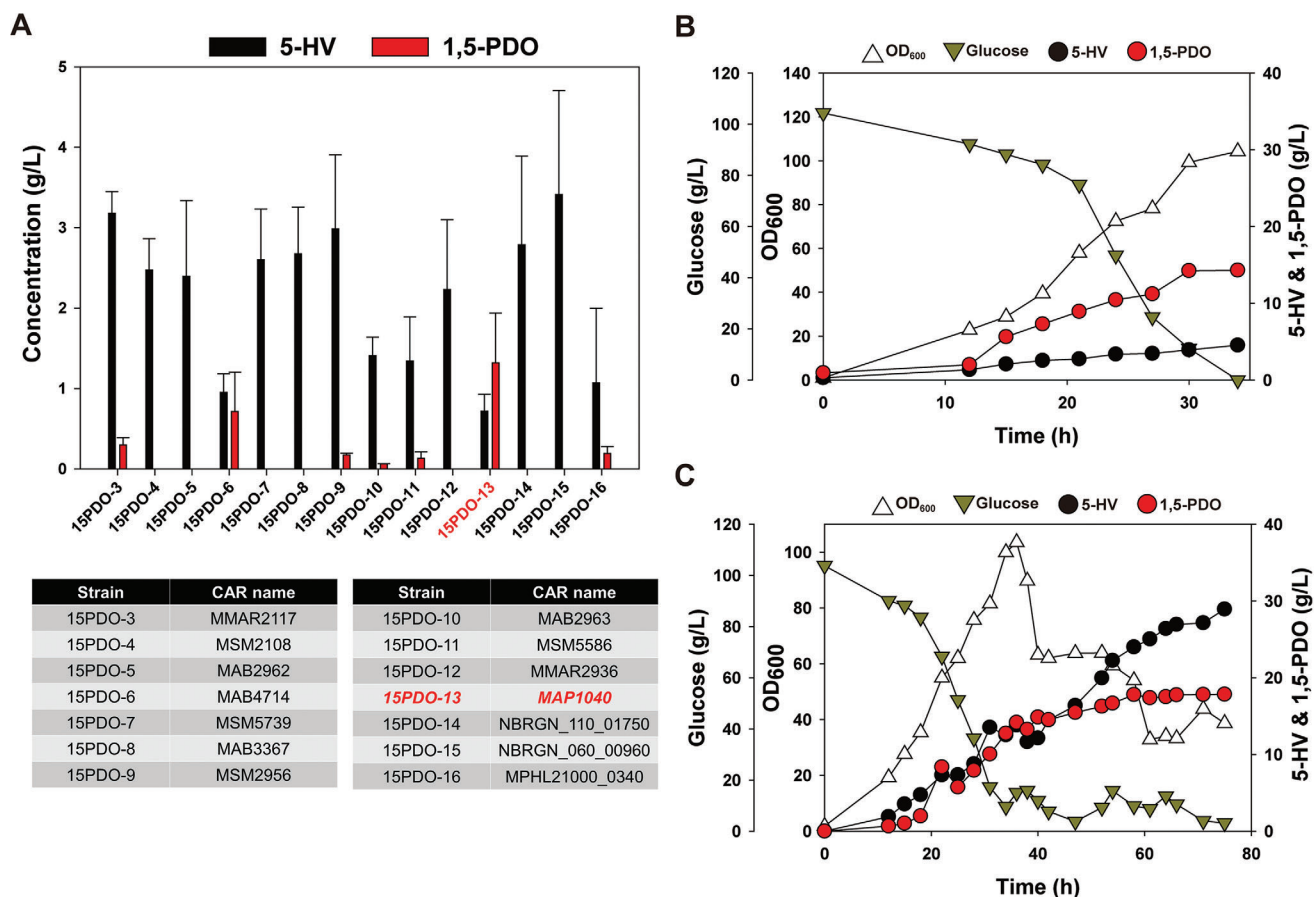 A
5-HV 1,5-PDO
Concentration (g/L)
5
4
3
2
1
0
15PDO-3
15PDO-4
15PDO-5
15PDO-6
15PDO-7
15PDO-8
15PDO-9
15PDO-10
15PDO-11
15PDO-12
15PDO-13
15PDO-14
15PDO-15
15PDO-16
Strain CAR name
15PDO-3 MMAR2117
15PDO-4 MSM2108
15PDO-5 MAB2962
15PDO-6 MAB4714
15PDO-7 MSM5739
15PDO-8 MAB3367
15PDO-9 MSM2956
Strain CAR name
15PDO-10 MAB2963
15PDO-11 MSM5586
15PDO-12 MMAR2936
15PDO-13 MAP1040
15PDO-14 NBRGN_110_01750
15PDO-15 NBRGN_060_00960
15PDO-16 MPHL21000_0340
B
OD600 Glucose 5-HV 1,5-PDO
Glucose (g/L)
120
100
80
60
40
20
0
OD600
140
120
100
80
60
40
20
0
5-HV & 1,5-PDO (g/L)
40
30
20
10
0
0 10 20 30
Time (h)
C
OD600 Glucose 5-HV 1,5-PDO
Glucose (g/L)
120
100
80
60
40
20
0
OD600
100
80
60
40
20
0
5-HV & 1,5-PDO (g/L)
40
30
20
10
0
0 20 40 60 80
Time (h)